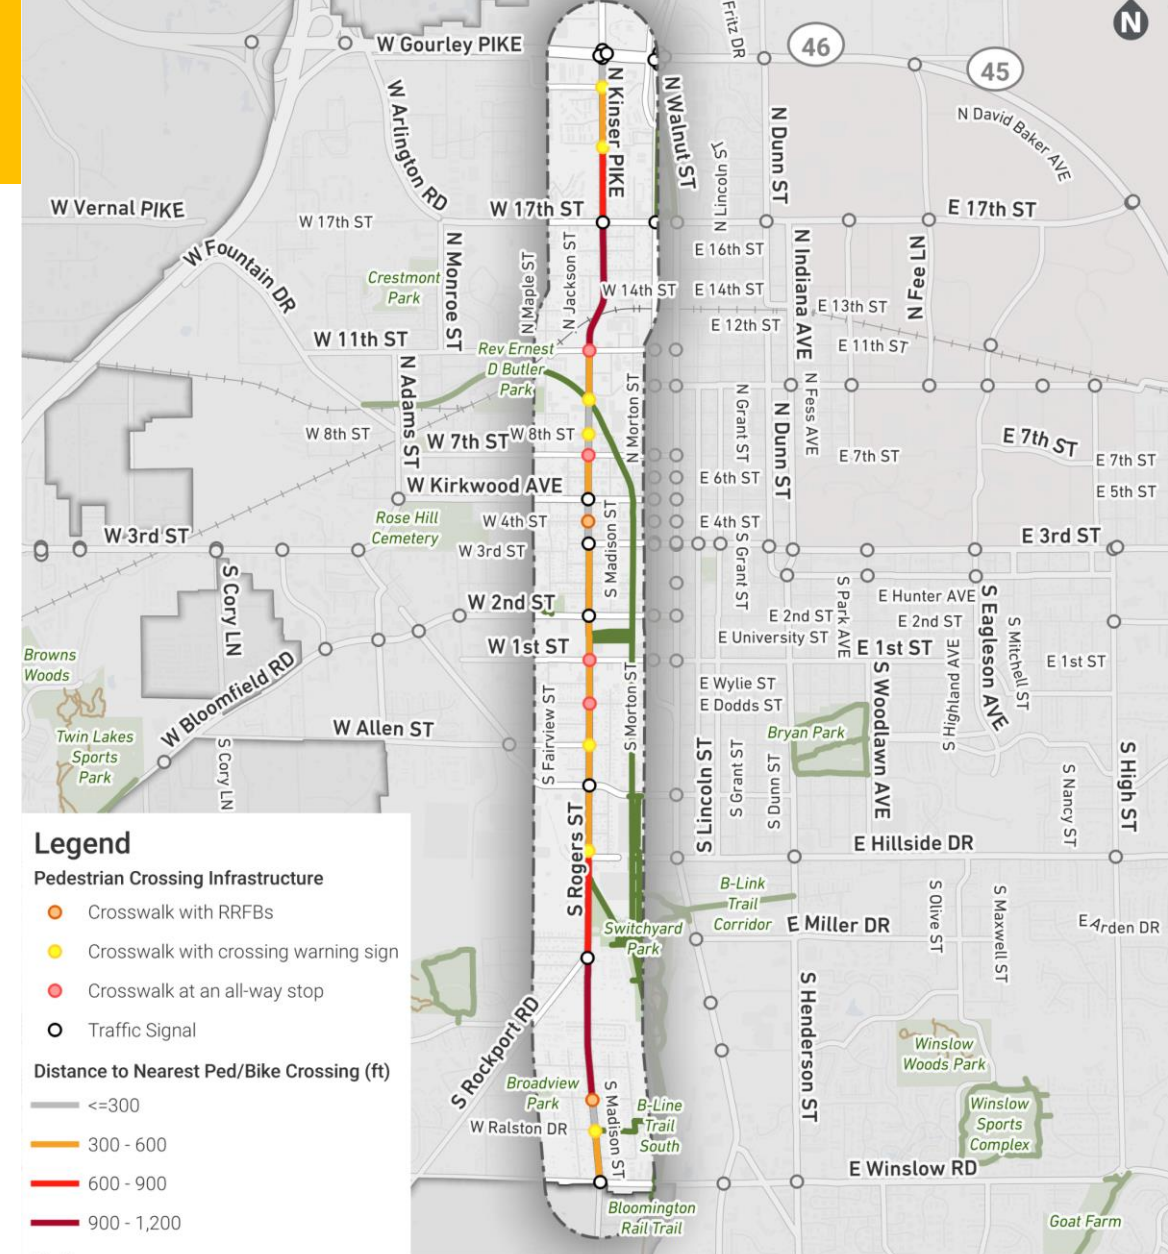 N
Fritz DR
46
W Gourley PIKE
45
N Kinser PIKE
N Walnut ST
W Arlington RD
N Dunn ST
N David Baker AVE
N Lincoln ST
W Vernal PIKE
W 17th ST
W 17th ST
E 17th ST
W Fountain DR
N Monroe ST
N Maple ST
N Jackson ST
E 16th ST
N Indiana AVE
N Fee LN
Crestmont
Park
W 14th ST
E 14th ST
E 13th ST
E 12th ST
W 11th ST
E 11th ST
Rev Ernest
D Butler
Park
N Adams ST
N Morton ST
N Grant ST
N Dunn ST
N Fess AVE
W 8th ST
W 7th ST
W 8th ST
E 7th ST
E 7th ST
E 7th ST
W Kirkwood AVE
E 6th ST
E 5th ST
Rose Hill
Cemetery
W 4th ST
E 4th ST
W 3rd ST
W 3rd ST
S Madison ST
S Grant ST
E 3rd ST
S Cory LN
S Park AVE
E Hunter AVE
S Eagleson AVE
W 2nd ST
E 2nd ST
E 2nd ST
E University ST
S Mitchell ST
W 1st ST
E 1st ST
E 1st ST
Browns
Woods
W Bloomfield RD
S Highland AVE
E Wylie ST
S Woodlawn AVE
S Fairview ST
S Morton ST
E Dodds ST
Twin Lakes
Sports
Park
W Allen ST
Bryan Park
S Cory LN
S Lincoln ST
S Grant ST
S Dunn ST
S Nancy ST
S High ST
S Rogers ST
E Hillside DR
B-Link
Trail
Corridor
S Olive ST
S Maxwell ST
E Miller DR
E Arden DR
Switchyard
Park
S Rockport RD
S Henderson ST
Winslow
Woods Park
Broadview
Park
S Madison ST
B-Line
Trail
South
W Ralston DR
Winslow
Sports
Complex
E Winslow RD
Bloomington
Rail Trail
Goat Farm
Legend
Pedestrian Crossing Infrastructure
Crosswalk with RRFBs
Crosswalk with crossing warning sign
Crosswalk at an all-way stop
Traffic Signal
Distance to Nearest Ped/Bike Crossing (ft)
<=300
300 - 600
600 - 900
900 - 1,200